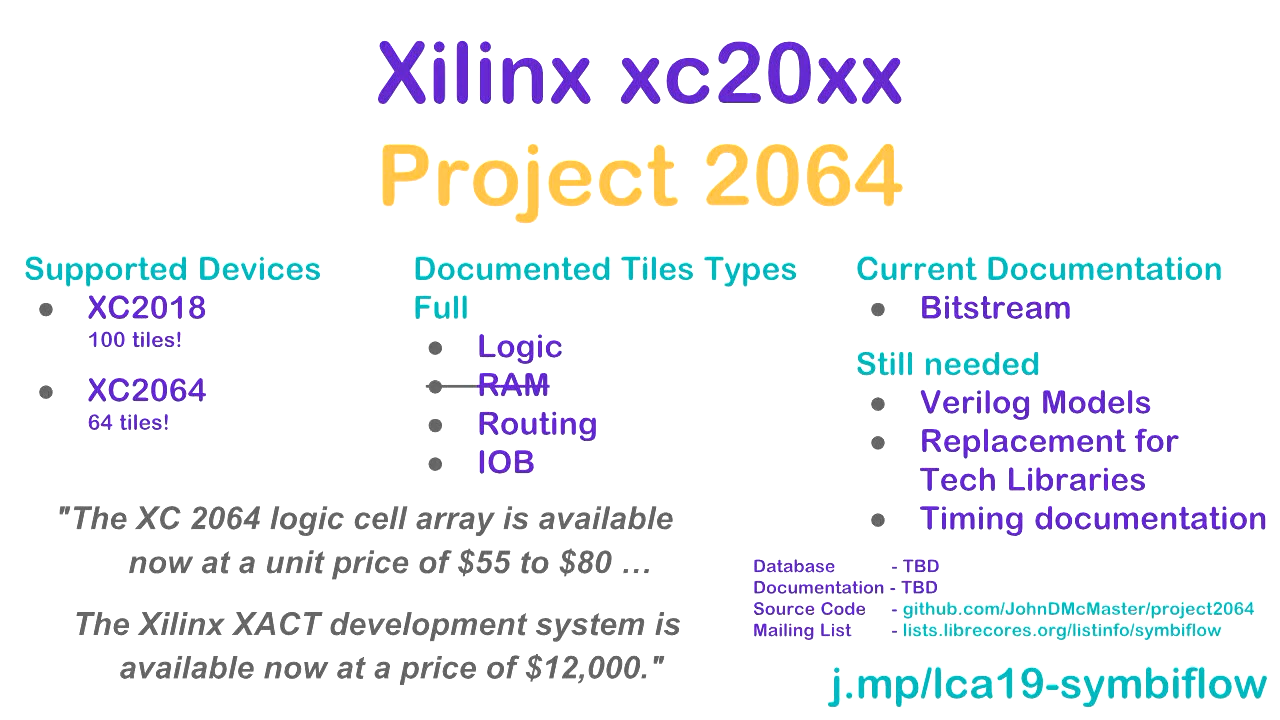 Xilinx xc20xx
Project 2064
Supported Devices
● XC2018
100 tiles!
● XC2064
64 tiles!
Documented Tiles Types
Full
● Logic
● RAM
● Routing
● IOB
Current Documentation
● Bitstream
Still needed
● Verilog Models
● Replacement for
Tech Libraries
● Timing documentation
"The XC 2064 logic cell array is available
now at a unit price of $55 to $80 …
The Xilinx XACT development system is
available now at a price of $12,000."
Database - TBD
Documentation - TBD
Source Code - github.com/JohnDMcMaster/project2064
Mailing List - lists.librecores.org/listinfo/symbiflow
j.mp/lca19-symbiflow